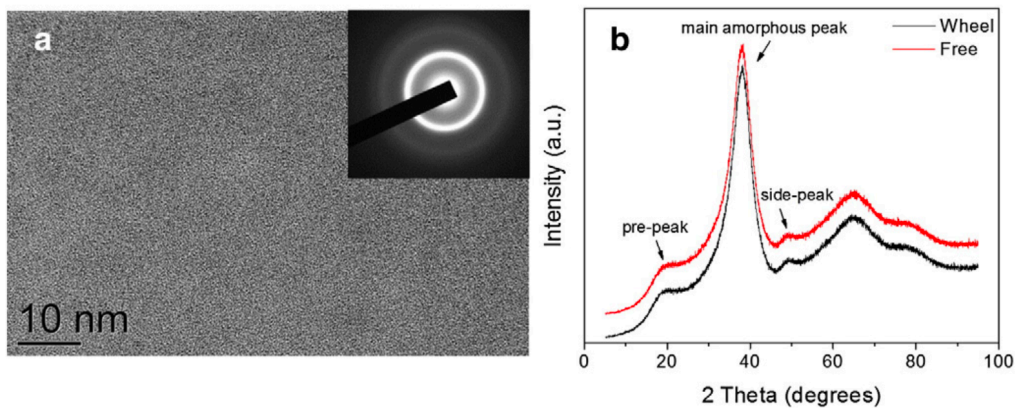 a
10 nm
b
main amorphous peak
Wheel
Free
side-peak
pre-peak
Intensity (a.u.)
0 20 40 60 80 100
2 Theta (degrees)